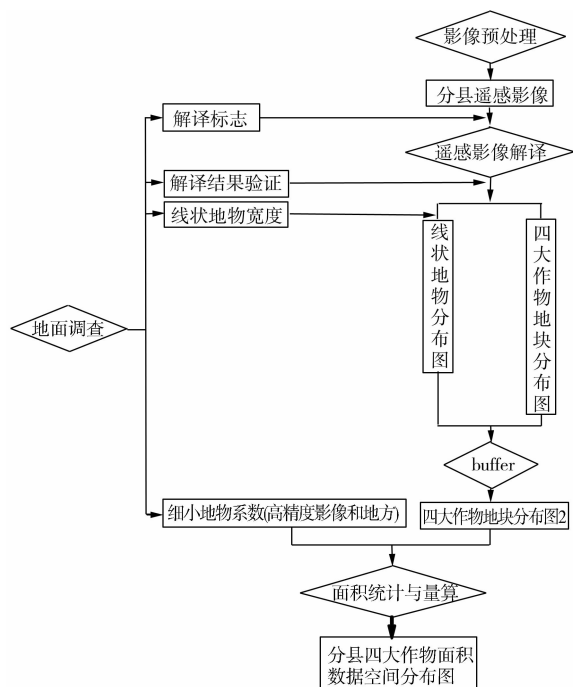 影像预处理
分县遥感影像
解译标志
遥感影像解译
解译结果验证
线状地物宽度
线状地物分布图
四大作物地块分布图
地面调查
buffer
细小地物系数(高精度影像和地方)
四大作物地块分布图2
面积统计与量算
分县四大作物面积
数据空间分布图